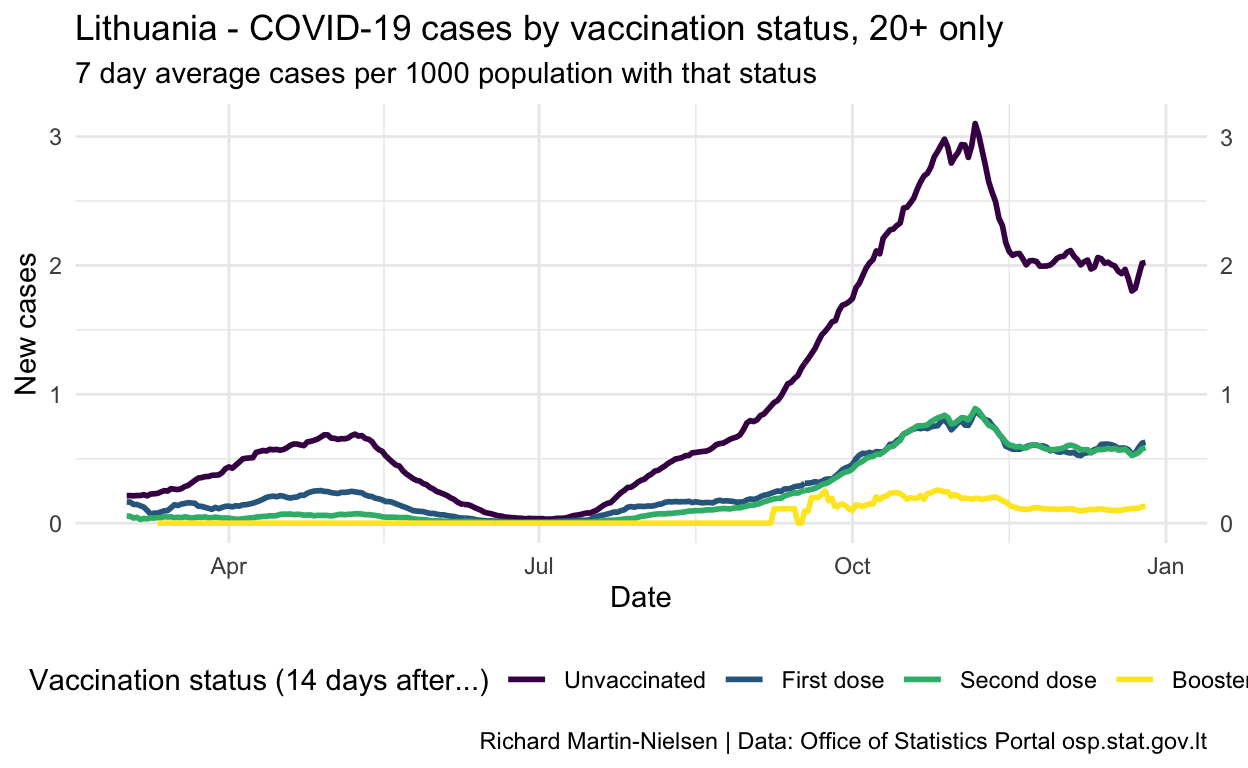 Lithuania - COVID-19 cases by vaccination status, 20+ only
7 day average cases per 1000 population with that status
3 3
2 2
1 1
0 0
New cases
Apr Jul Oct Jan
Date
Vaccination status (14 days after...) Unvaccinated First dose Second dose Booster
Richard Martin-Nielsen | Data: Office of Statistics Portal osp.stat.gov.lt